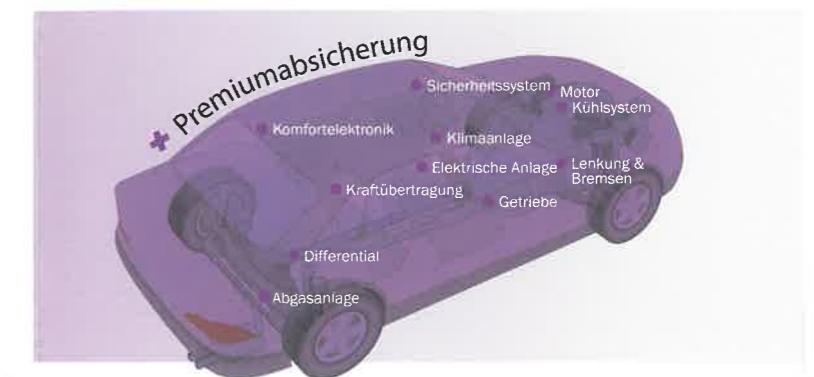 + Premiumabsicherung
Sicherheitssystem
Motor
Kühlsystem
Komfortelektronik
Klimaanlage
Elektrische Anlage
Lenkung &
Bremsen
Kraftübertragung
Getriebe
Differential
Abgasanlage